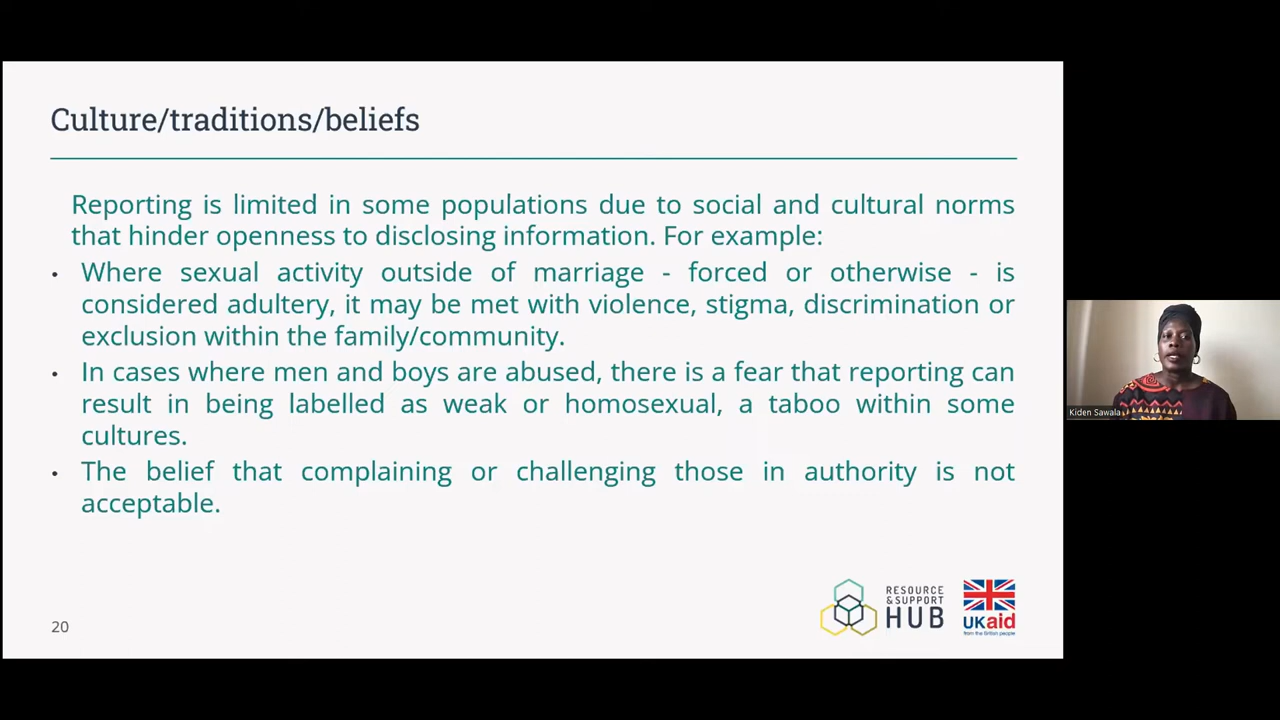 Culture/traditions/beliefs
Reporting is limited in some populations due to social and cultural norms
that hinder openness to disclosing information. For example:
• Where sexual activity outside of marriage - forced or otherwise - is
considered adultery, it may be met with violence, stigma, discrimination or
exclusion within the family/community.
• In cases where men and boys are abused, there is a fear that reporting can
result in being labelled as weak or homosexual, a taboo within some
cultures.
• The belief that complaining or challenging those in authority is not
acceptable.
20
RESOURCE
& SUPPORT
HUB
UKaid
from the British people
Kiden Sawala